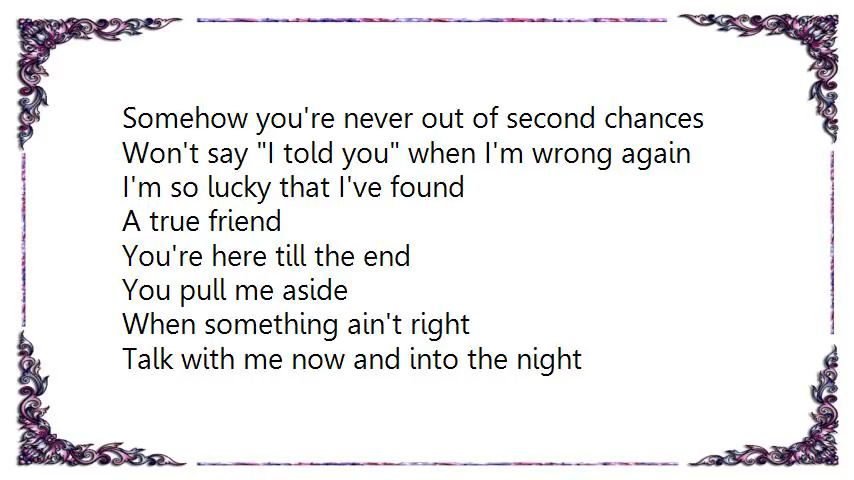 Somehow you're never out of second chances
Won't say "I told you" when I'm wrong again
I'm so lucky that I've found
A true friend
You're here till the end
You pull me aside
When something ain't right
Talk with me now and into the night